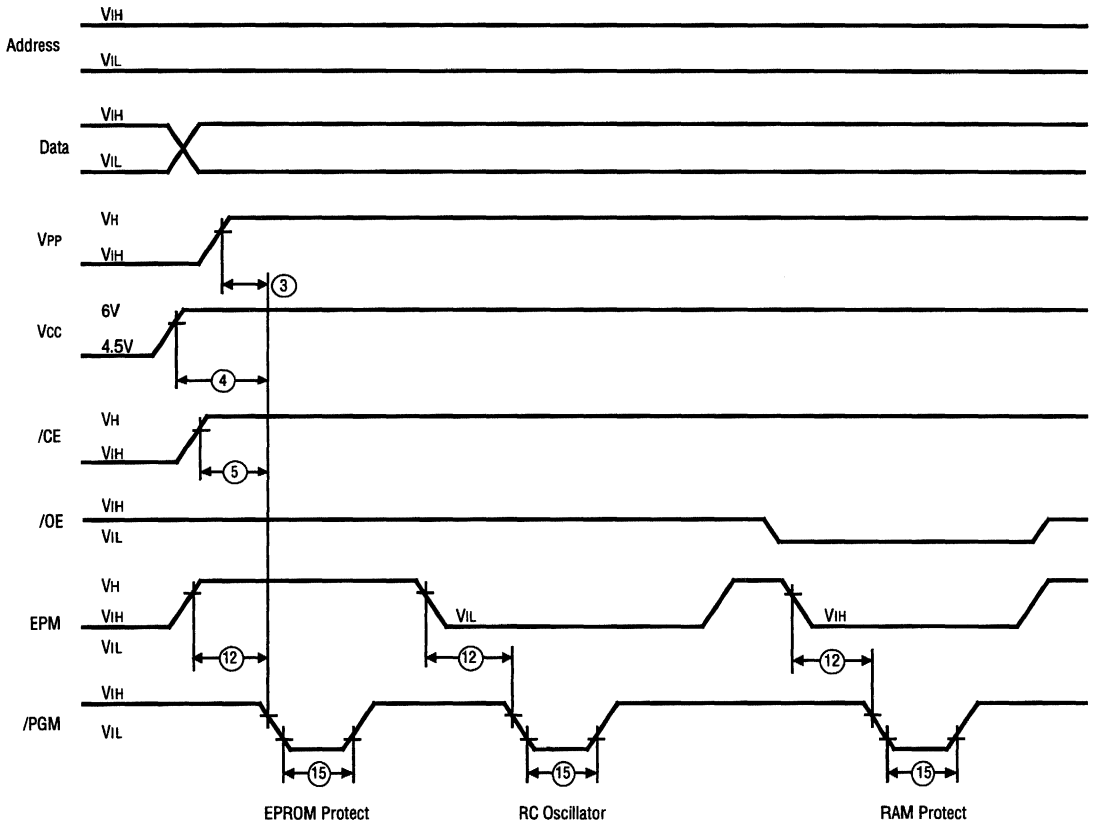 VIH
Address
VIL
VIH
Data
VIL
VH
VPP
VIH
3
6V
VCC
4.5V
4
VH
/CE
VIH
5
VIH
/OE
VIL
VH
EPM
VIH
VIL
VIH
VIL
12
12
12
VIH
/PGM
VIL
15
15
15
EPROM Protect
RC Oscillator
RAM Protect